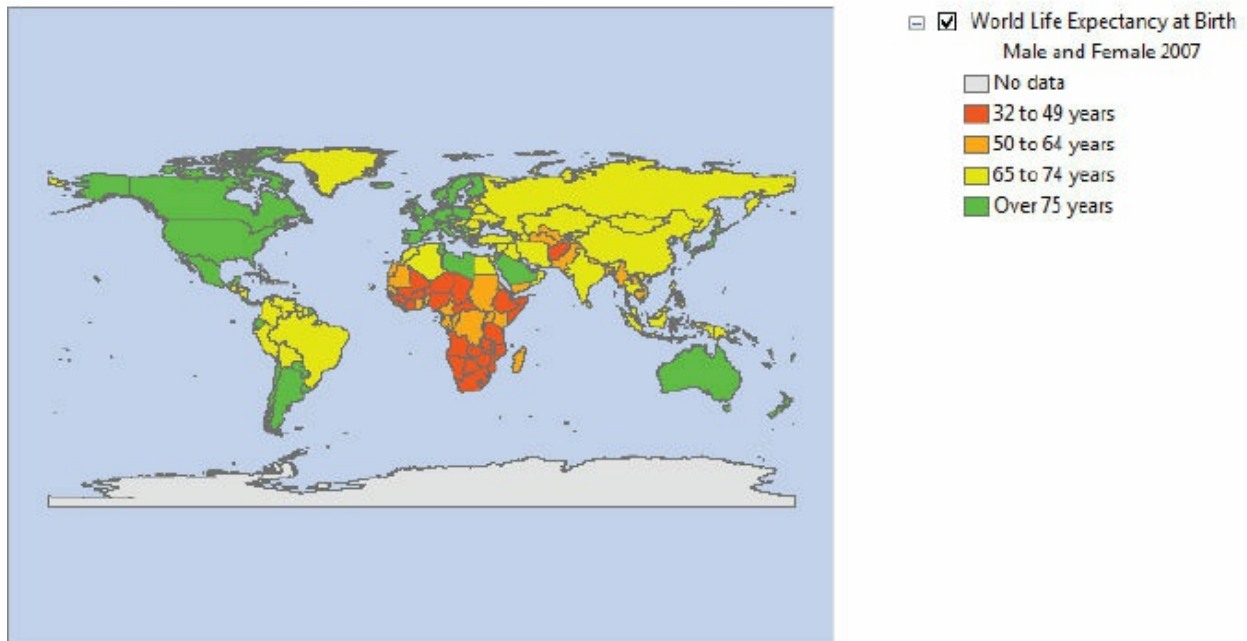 World Life Expectancy at Birth
Male and Female 2007
No data
32 to 49 years
50 to 64 years
65 to 74 years
Over 75 years